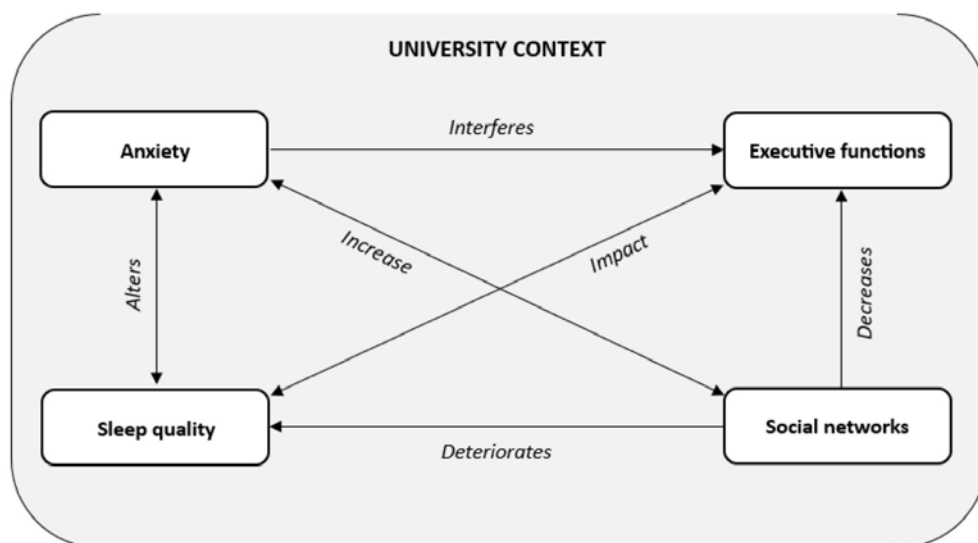 UNIVERSITY CONTEXT
Anxiety
Interferes
Executive functions
Alters
Increase
Impact
Decreases
Sleep quality
Deteriorates
Social networks